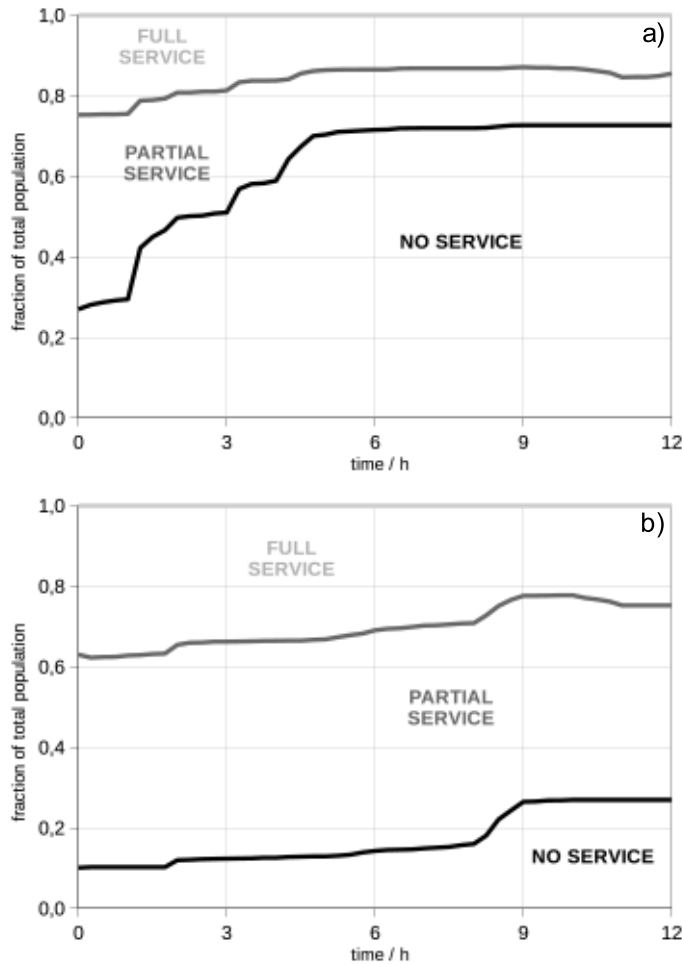 1,0
a)
FULL
SERVICE
0,8
PARTIAL
SERVICE
0,6
NO SERVICE
0,4
0,2
0,0
fraction of total population
0 3 6 9 12
time / h
1,0
b)
FULL
SERVICE
0,8
0,6
PARTIAL
SERVICE
0,4
0,2
NO SERVICE
0,0
fraction of total population
0 3 6 9 12
time / h